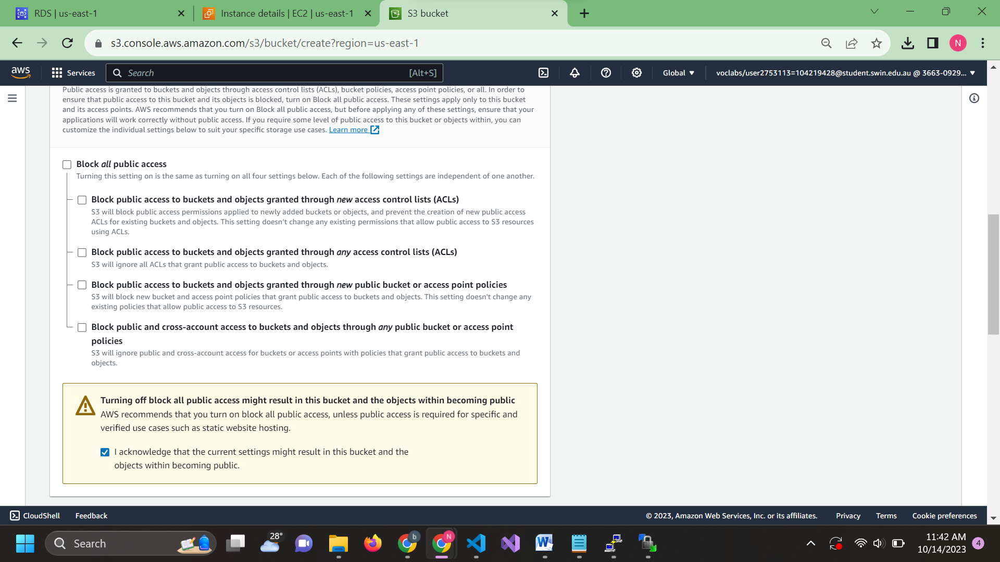 RDS | us-east-1
Instance details | EC2 | us-east-1
S3 bucket
s3.console.aws.amazon.com/s3/bucket/create?region=us-east-1
N
aws
Services
Search
[Alt+S]
Global
voclabs/user2753113=104219428@student.swin.edu.au @ 3663-0929...
Public access is granted to buckets and objects through access control lists (ACLs), bucket policies, access point policies, or all. In order to
ensure that public access to this bucket and its objects is blocked, turn on Block all public access. These settings apply only to this bucket
and its access points. AWS recommends that you turn on Block all public access, but before applying any of these settings, ensure that your
applications will work correctly without public access. If you require some level of public access to this bucket or objects within, you can
customize the individual settings below to suit your specific storage use cases. Learn more
Block all public access
Turning this setting on is the same as turning on all four settings below. Each of the following settings are independent of one another.
Block public access to buckets and objects granted through new access control lists (ACLs)
S3 will block public access permissions applied to newly added buckets or objects, and prevent the creation of new public access
ACLs for existing buckets and objects. This setting doesn't change any existing permissions that allow public access to S3 resources
using ACLs.
Block public access to buckets and objects granted through any access control lists (ACLs)
S3 will ignore all ACLs that grant public access to buckets and objects.
Block public access to buckets and objects granted through new public bucket or access point policies
S3 will block new bucket and access point policies that grant public access to buckets and objects. This setting doesn't change any
existing policies that allow public access to S3 resources.
Block public and cross-account access to buckets and objects through any public bucket or access point
policies
S3 will ignore public and cross-account access for buckets or access points with policies that grant public access to buckets and
objects.
Turning off block all public access might result in this bucket and the objects within becoming public
AWS recommends that you turn on block all public access, unless public access is required for specific and
verified use cases such as static website hosting.
I acknowledge that the current settings might result in this bucket and the
objects within becoming public.
CloudShell
Feedback
© 2023, Amazon Web Services, Inc. or its affiliates.
Privacy
Terms
Cookie preferences
Search
28°
b
N
W
11:42 AM
10/14/2023
4